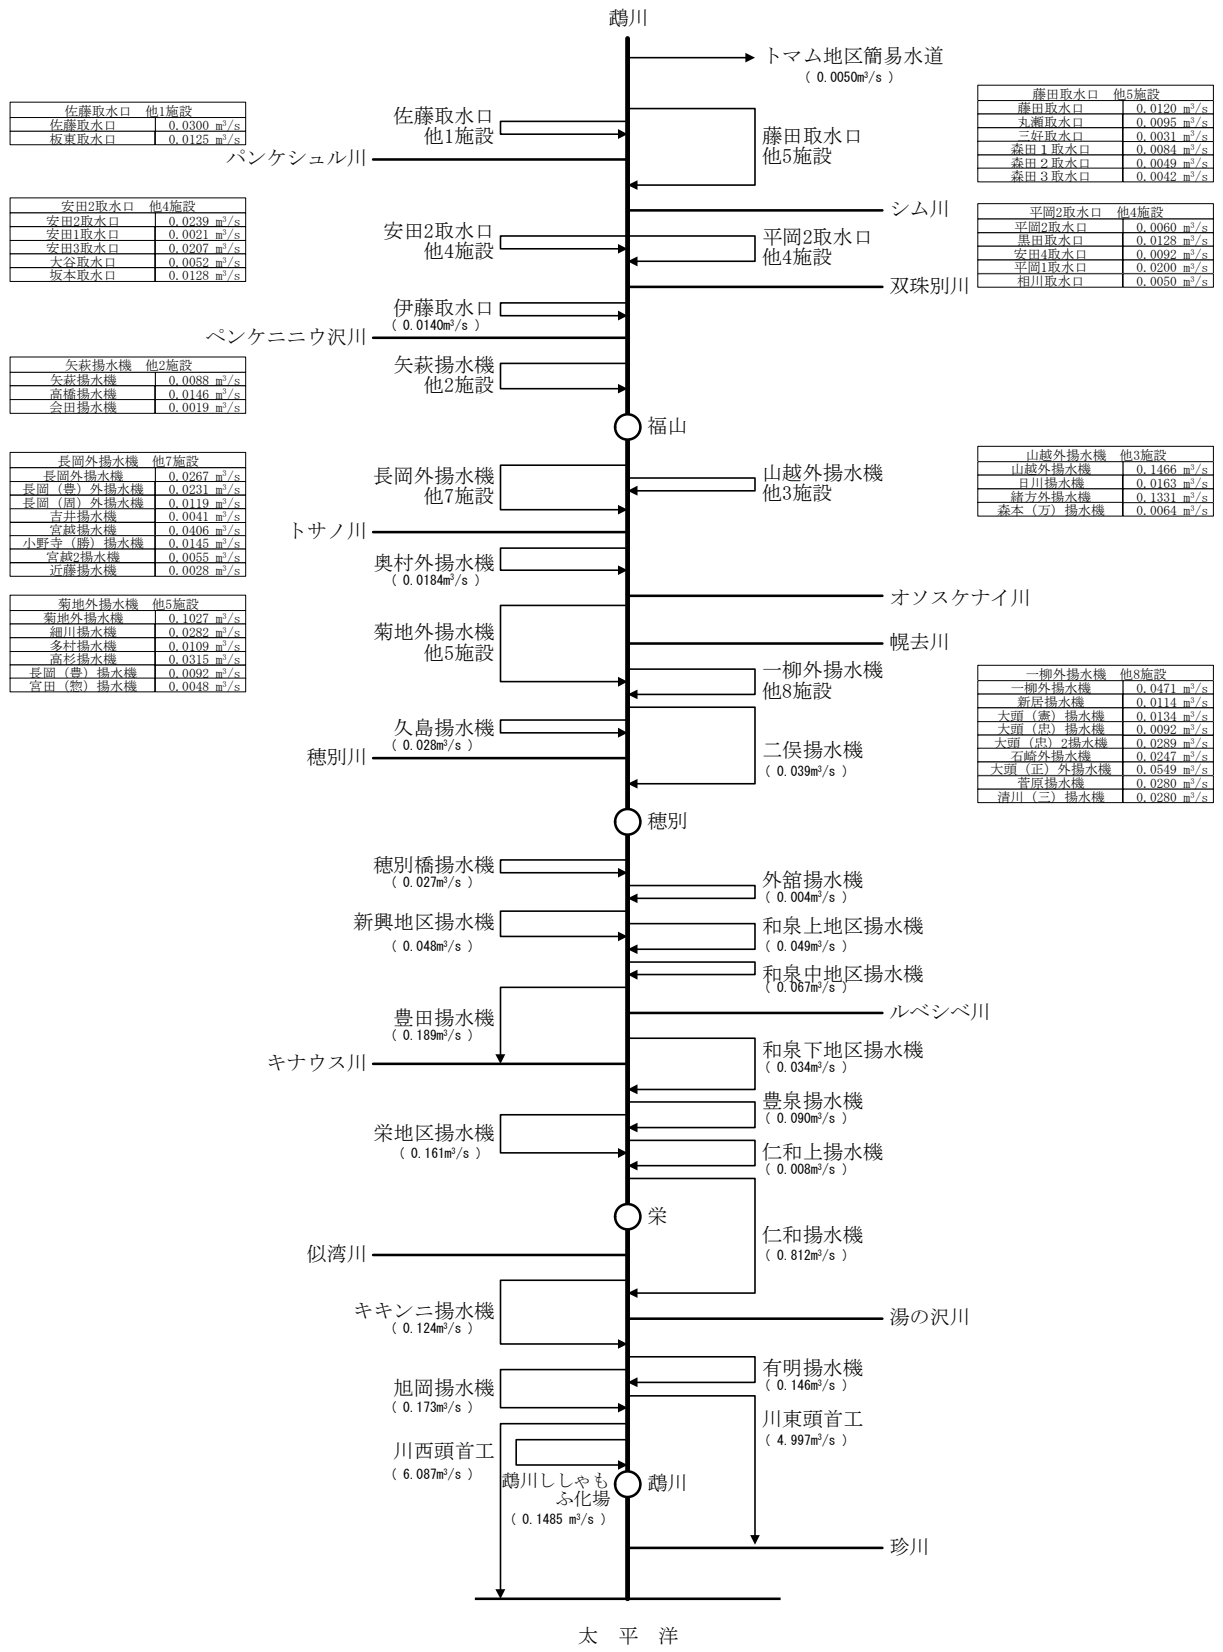 鵡川
トマム地区簡易水道
( 0.0050m³/s )
佐藤取水口 他1施設
佐藤取水口 0.0300 m³/s
板東取水口 0.0125 m³/s
佐藤取水口
他1施設
藤田取水口
他5施設
藤田取水口 他5施設
藤田取水口 0.0120 m³/s
丸瀬取水口 0.0095 m³/s
三好取水口 0.0031 m³/s
森田1取水口 0.0084 m³/s
森田2取水口 0.0049 m³/s
森田3取水口 0.0042 m³/s
パンケシュル川
シム川
安田2取水口 他4施設
安田2取水口 0.0239 m³/s
安田1取水口 0.0021 m³/s
安田3取水口 0.0207 m³/s
大谷取水口 0.0052 m³/s
坂本取水口 0.0128 m³/s
安田2取水口
他4施設
平岡2取水口
他4施設
平岡2取水口 他4施設
平岡2取水口 0.0060 m³/s
黒田取水口 0.0128 m³/s
安田4取水口 0.0092 m³/s
平岡1取水口 0.0200 m³/s
相川取水口 0.0050 m³/s
双珠別川
伊藤取水口
( 0.0140m³/s )
ペンケニニウ沢川
矢萩揚水機 他2施設
矢萩揚水機 0.0088 m³/s
高橋揚水機 0.0146 m³/s
会田揚水機 0.0019 m³/s
矢萩揚水機
他2施設
福山
長岡外揚水機 他7施設
長岡外揚水機 0.0267 m³/s
長岡(豊)外揚水機 0.0231 m³/s
長岡(周)外揚水機 0.0119 m³/s
吉井揚水機 0.0041 m³/s
宮越揚水機 0.0406 m³/s
小野寺(勝)揚水機 0.0145 m³/s
宮越2揚水機 0.0055 m³/s
近藤揚水機 0.0028 m³/s
長岡外揚水機
他7施設
山越外揚水機
他3施設
山越外揚水機 他3施設
山越外揚水機 0.1466 m³/s
日川揚水機 0.0163 m³/s
緒方外揚水機 0.1331 m³/s
森本(万)揚水機 0.0064 m³/s
トサノ川
奥村外揚水機
( 0.0184m³/s )
オソスケナイ川
菊地外揚水機 他5施設
菊地外揚水機 0.1027 m³/s
細川揚水機 0.0282 m³/s
多村揚水機 0.0109 m³/s
高杉揚水機 0.0315 m³/s
長岡(豊)揚水機 0.0092 m³/s
宮田(惣)揚水機 0.0048 m³/s
菊地外揚水機
他5施設
幌去川
一柳外揚水機
他8施設
一柳外揚水機 他8施設
一柳外揚水機 0.0471 m³/s
新居揚水機 0.0114 m³/s
大頭(憲)揚水機 0.0134 m³/s
大頭(忠)揚水機 0.0092 m³/s
大頭(忠)2揚水機 0.0289 m³/s
石崎外揚水機 0.0247 m³/s
大頭(正)外揚水機 0.0549 m³/s
菅原揚水機 0.0280 m³/s
清川(三)揚水機 0.0280 m³/s
久島揚水機
( 0.028m³/s )
穂別川
二俣揚水機
( 0.039m³/s )
穂別
穂別橋揚水機
( 0.027m³/s )
外舘揚水機
( 0.004m³/s )
新興地区揚水機
( 0.048m³/s )
和泉上地区揚水機
( 0.049m³/s )
和泉中地区揚水機
( 0.067m³/s )
豊田揚水機
( 0.189m³/s )
ルベシベ川
キナウス川
和泉下地区揚水機
( 0.034m³/s )
豊泉揚水機
( 0.090m³/s )
栄地区揚水機
( 0.161m³/s )
仁和上揚水機
( 0.008m³/s )
栄
仁和揚水機
( 0.812m³/s )
似湾川
キキンニ揚水機
( 0.124m³/s )
湯の沢川
有明揚水機
( 0.146m³/s )
旭岡揚水機
( 0.173m³/s )
川東頭首工
( 4.997m³/s )
川西頭首工
( 6.087m³/s )
鵡川ししゃも
ふ化場
( 0.1485 m³/s )
鵡川
珍川
太 平 洋